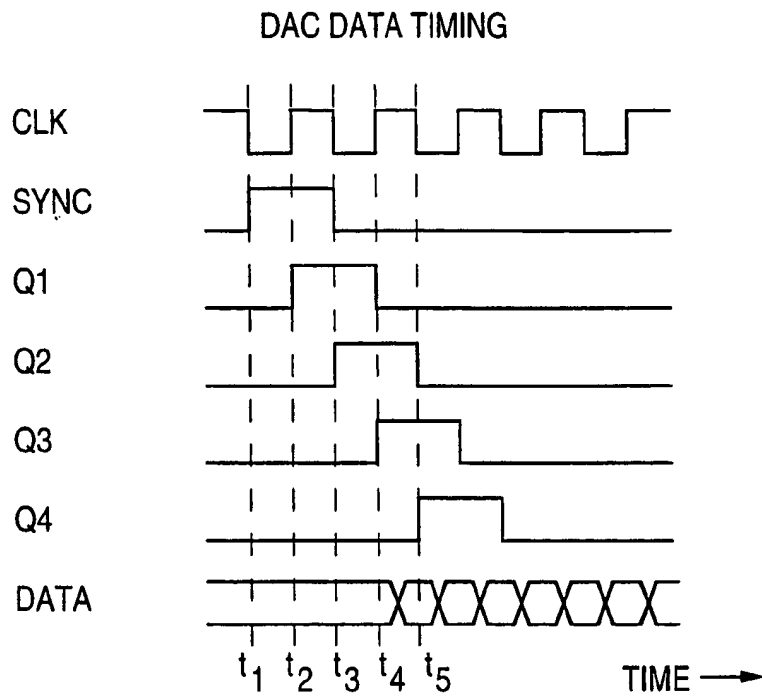 DAC DATA TIMING
CLK
SYNC
Q1
Q2
Q3
Q4
DATA
t1 t2 t3 t4 t5
TIME